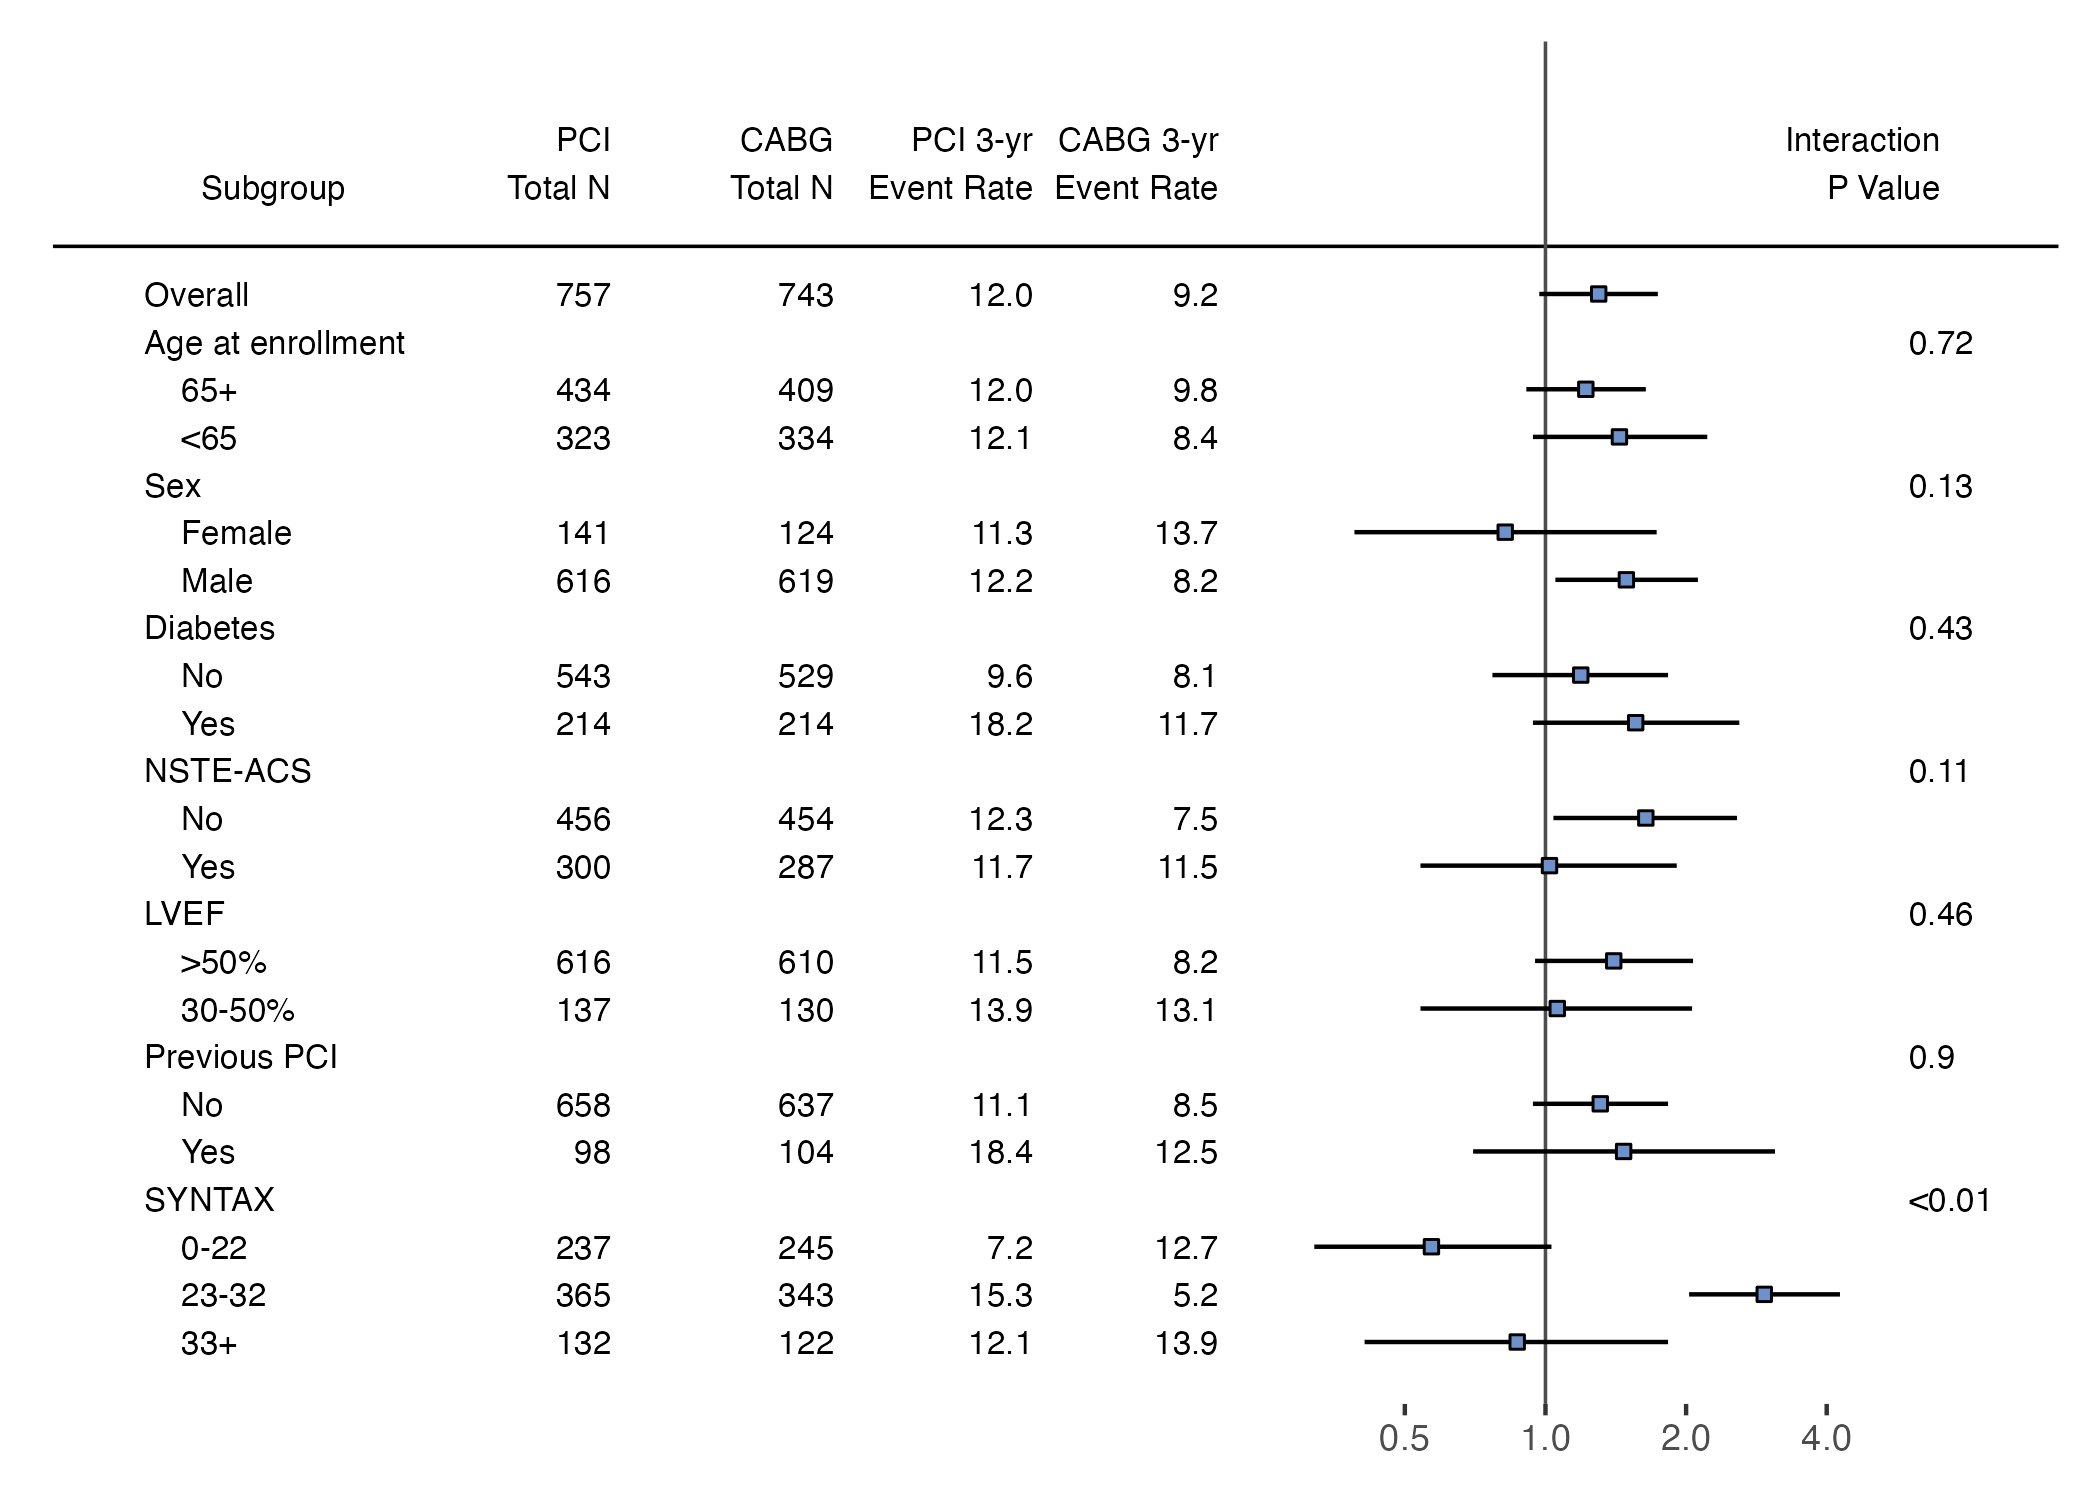 PCI CABG PCI 3-yr CABG 3-yr Interaction
Subgroup Total N Total N Event Rate Event Rate P Value
Overall 757 743 12.0 9.2
Age at enrollment 0.72
65+ 434 409 12.0 9.8
<65 323 334 12.1 8.4
Sex 0.13
Female 141 124 11.3 13.7
Male 616 619 12.2 8.2
Diabetes 0.43
No 543 529 9.6 8.1
Yes 214 214 18.2 11.7
NSTE-ACS 0.11
No 456 454 12.3 7.5
Yes 300 287 11.7 11.5
LVEF 0.46
>50% 616 610 11.5 8.2
30-50% 137 130 13.9 13.1
Previous PCI 0.9
No 658 637 11.1 8.5
Yes 98 104 18.4 12.5
SYNTAX <0.01
0-22 237 245 7.2 12.7
23-32 365 343 15.3 5.2
33+ 132 122 12.1 13.9
0.5 1.0 2.0 4.0